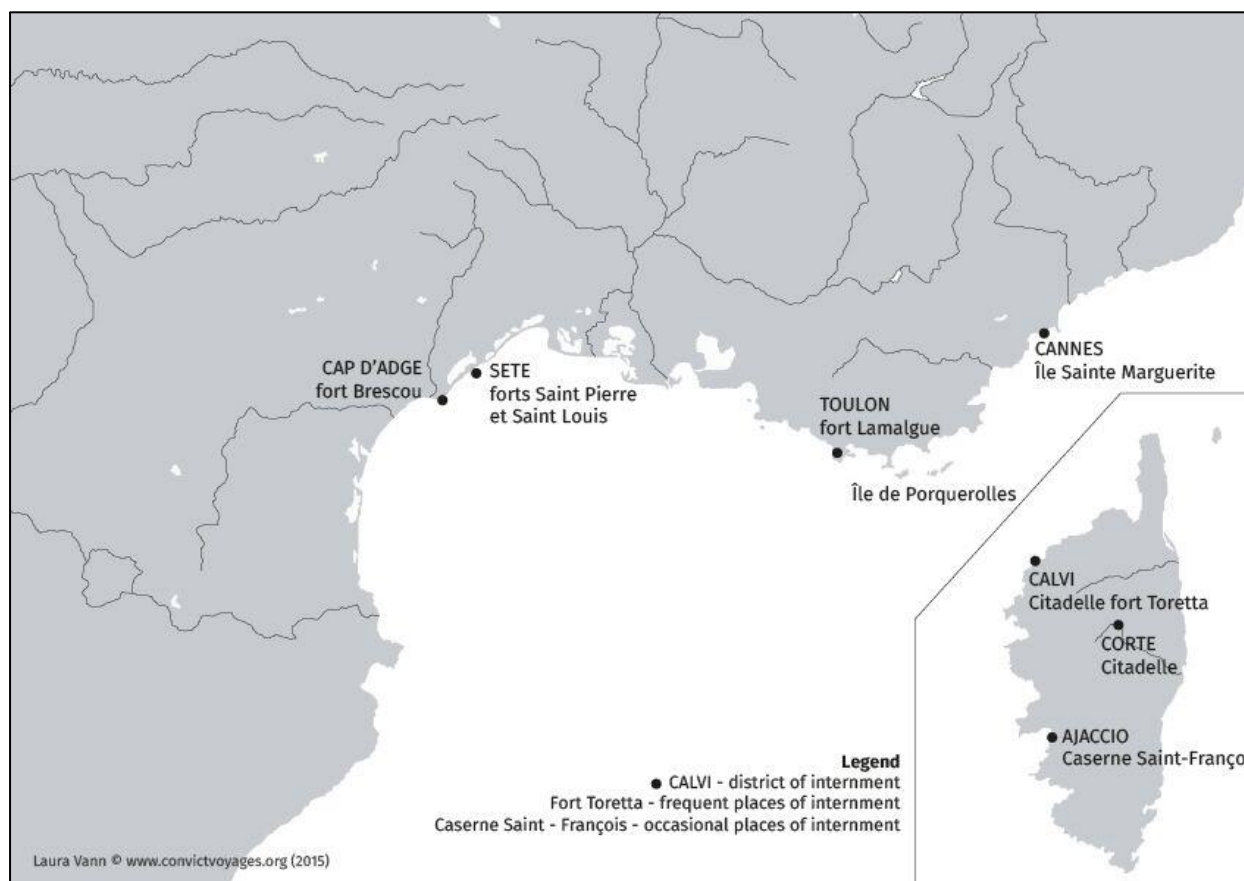 CAP D'ADGE
fort Brescou
SETE
forts Saint Pierre
et Saint Louis
CANNES
Île Sainte Marguerite
TOULON
fort Lamalgue
Île de Porquerolles
CALVI
Citadelle fort Toretta
CORTE
Citadelle
AJACCIO
Caserne Saint-Franço
Legend
CALVI - district of internment
Fort Toretta - frequent places of internment
Caserne Saint - François - occasional places of internment
Laura Vann © www.convictvoyages.org (2015)